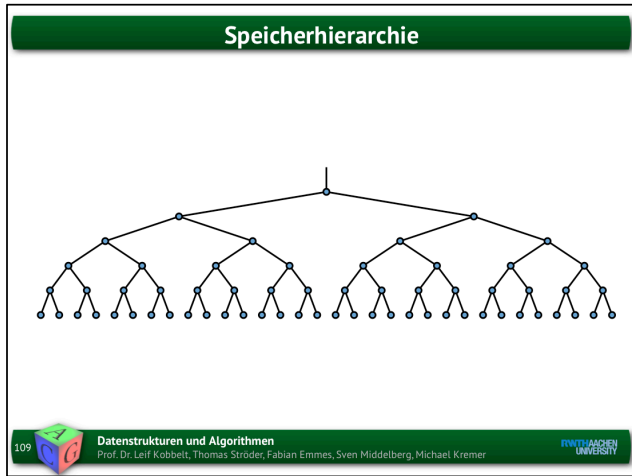 Speicherhierarchie
109
A
C
G
Datenstrukturen und Algorithmen
Prof. Dr. Leif Kobbelt, Thomas Ströder, Fabian Emmes, Sven Middelberg, Michael Kremer
RWTHAACHEN
UNIVERSITY